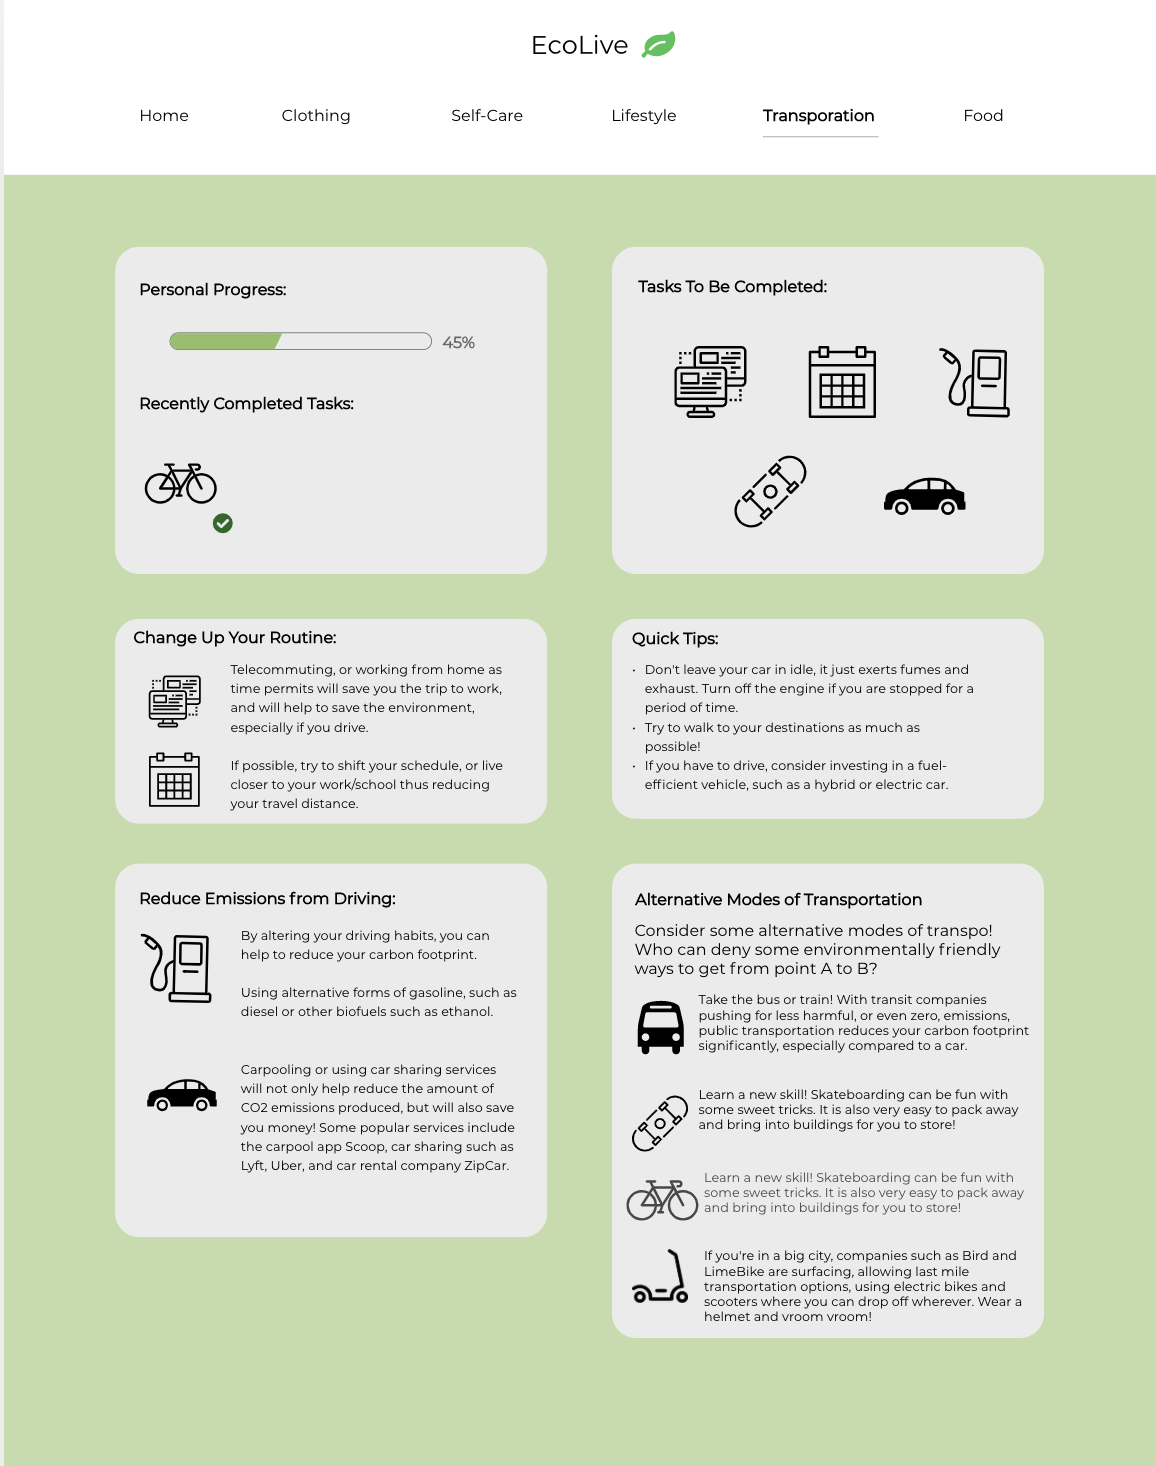 EcoLive
Home
Clothing
Self-Care
Lifestyle
Transporation
Food
Personal Progress:
45%
Recently Completed Tasks:
Tasks To Be Completed:
Change Up Your Routine:
Telecommuting, or working from home as
time permits will save you the trip to work,
and will help to save the environment,
especially if you drive.
If possible, try to shift your schedule, or live
closer to your work/school thus reducing
your travel distance.
Quick Tips:
· Don't leave your car in idle, it just exerts fumes and
exhaust. Turn off the engine if you are stopped for a
period of time.
· Try to walk to your destinations as much as
possible!
· If you have to drive, consider investing in a fuel-
efficient vehicle, such as a hybrid or electric car.
Reduce Emissions from Driving:
By altering your driving habits, you can
help to reduce your carbon footprint.
Using alternative forms of gasoline, such as
diesel or other biofuels such as ethanol.
Carpooling or using car sharing services
will not only help reduce the amount of
CO2 emissions produced, but will also save
you money! Some popular services include
the carpool app Scoop, car sharing such as
Lyft, Uber, and car rental company ZipCar.
Alternative Modes of Transportation
Consider some alternative modes of transpo!
Who can deny some environmentally friendly
ways to get from point A to B?
Take the bus or train! With transit companies
pushing for less harmful, or even zero, emissions,
public transportation reduces your carbon footprint
significantly, especially compared to a car.
Learn a new skill! Skateboarding can be fun with
some sweet tricks. It is also very easy to pack away
and bring into buildings for you to store!
Learn a new skill! Skateboarding can be fun with
some sweet tricks. It is also very easy to pack away
and bring into buildings for you to store!
If you're in a big city, companies such as Bird and
LimeBike are surfacing, allowing last mile
transportation options, using electric bikes and
scooters where you can drop off wherever. Wear a
helmet and vroom vroom!